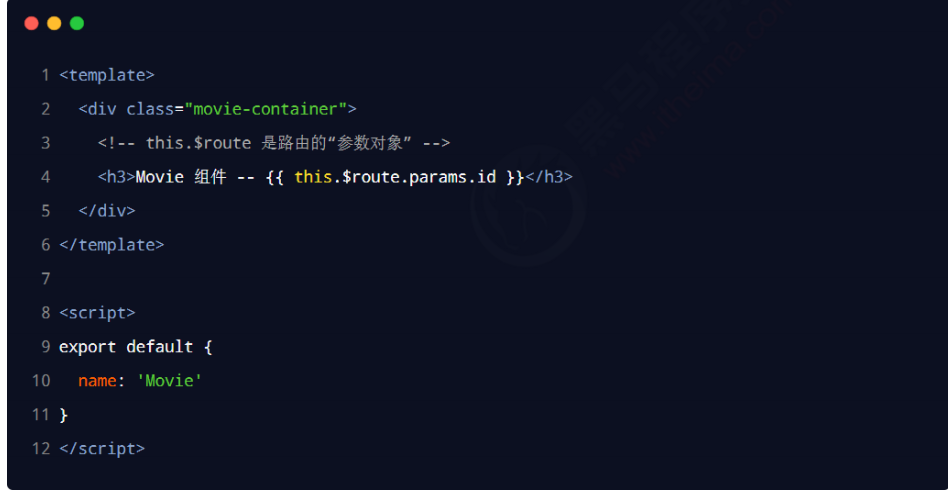 1 <template>
2 <div class="movie-container">
3 <!-- this.$route 是路由的“参数对象” -->
4 <h3>Movie 组件 -- {{ this.$route.params.id }}</h3>
5 </div>
6 </template>
7
8 <script>
9 export default {
10 name: 'Movie'
11 }
12 </script>